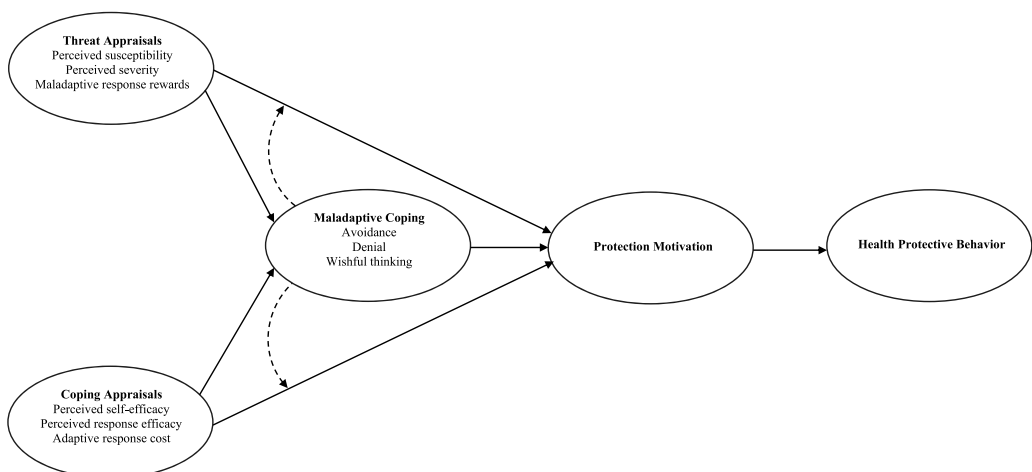 Threat Appraisals
Perceived susceptibility
Perceived severity
Maladaptive response rewards
Maladaptive Coping
Avoidance
Denial
Wishful thinking
Protection Motivation
Health Protective Behavior
Coping Appraisals
Perceived self-efficacy
Perceived response efficacy
Adaptive response cost